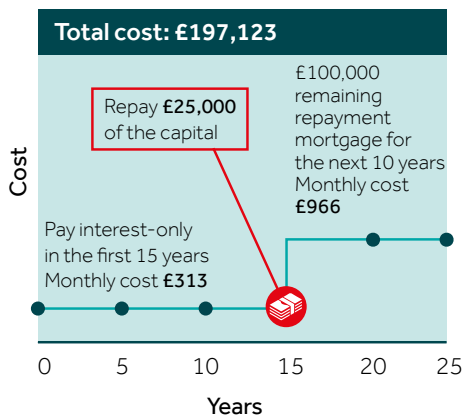 Total cost: £197,123
Repay £25,000
of the capital
£100,000
remaining
repayment
mortgage for
the next 10 years
Monthly cost
£966
Pay interest-only
in the first 15 years
Monthly cost £313
Cost
0 5 10 15 20 25
Years